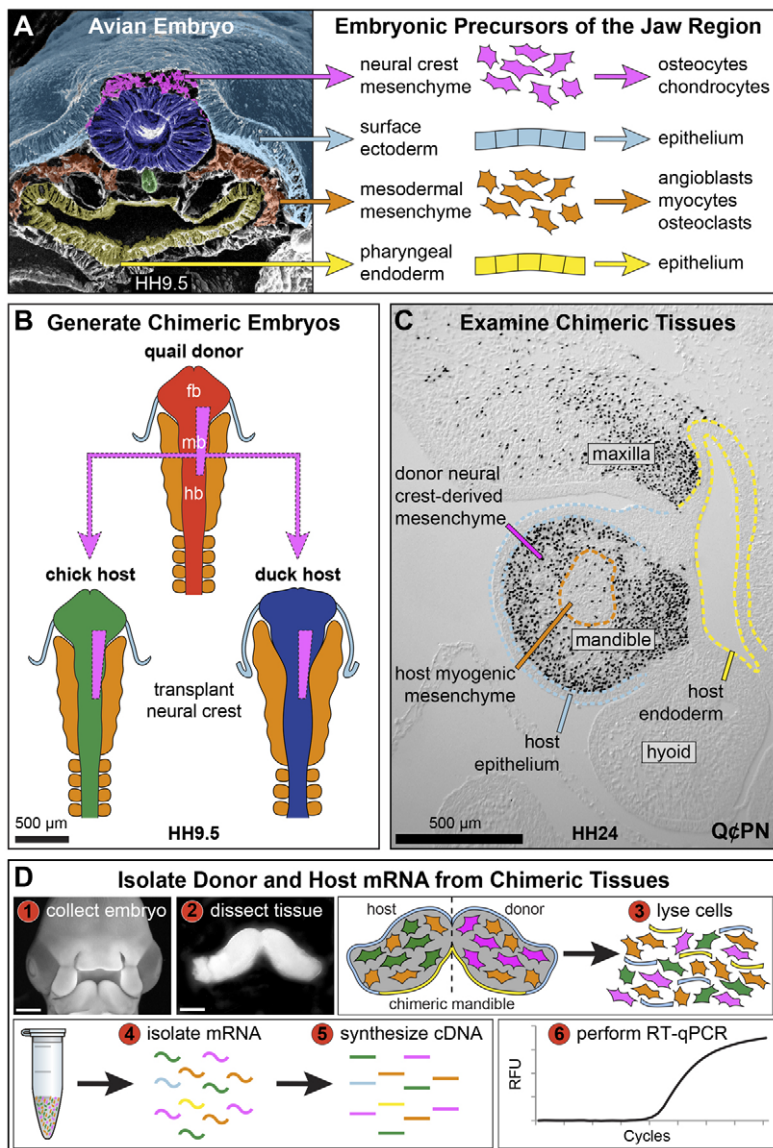 A
Avian Embryo
HH9.5
Embryonic Precursors of the Jaw Region
neural crest
mesenchyme
osteocytes
chondrocytes
surface
ectoderm
epithelium
mesodermal
mesenchyme
angioblasts
myocytes
osteoclasts
pharyngeal
endoderm
epithelium
B
Generate Chimeric Embryos
quail donor
fb
mb
hb
chick host
duck host
transplant
neural crest
500 µm
HH9.5
C
Examine Chimeric Tissues
maxilla
donor neural
crest-derived
mesenchyme
mandible
host myogenic
mesenchyme
host
endoderm
host
epithelium
hyoid
500 µm
HH24
Q¢PN
D
Isolate Donor and Host mRNA from Chimeric Tissues
1 collect embryo
2 dissect tissue
host
donor
chimeric mandible
3 lyse cells
4 isolate mRNA
5 synthesize cDNA
6 perform RT-qPCR
RFU
Cycles